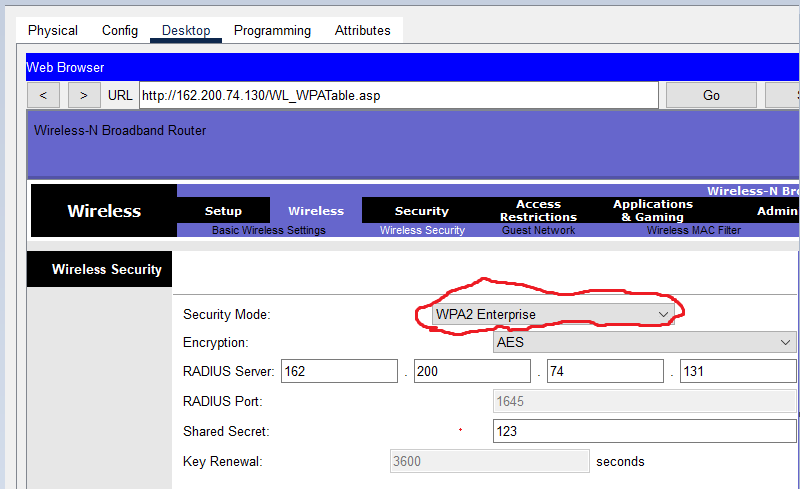 Physical Config Desktop Programming Attributes
Web Browser
< > URL http://162.200.74.130/WL_WPATable.asp Go
Wireless-N Broadband Router
Wireless-N Bro
Wireless Setup Wireless Security Access Restrictions Applications & Gaming Admin
Basic Wireless Settings Wireless Security Guest Network Wireless MAC Filter
Wireless Security
Security Mode: WPA2 Enterprise
Encryption: AES
RADIUS Server: 162 . 200 . 74 . 131
RADIUS Port: 1645
Shared Secret: 123
Key Renewal: 3600 seconds